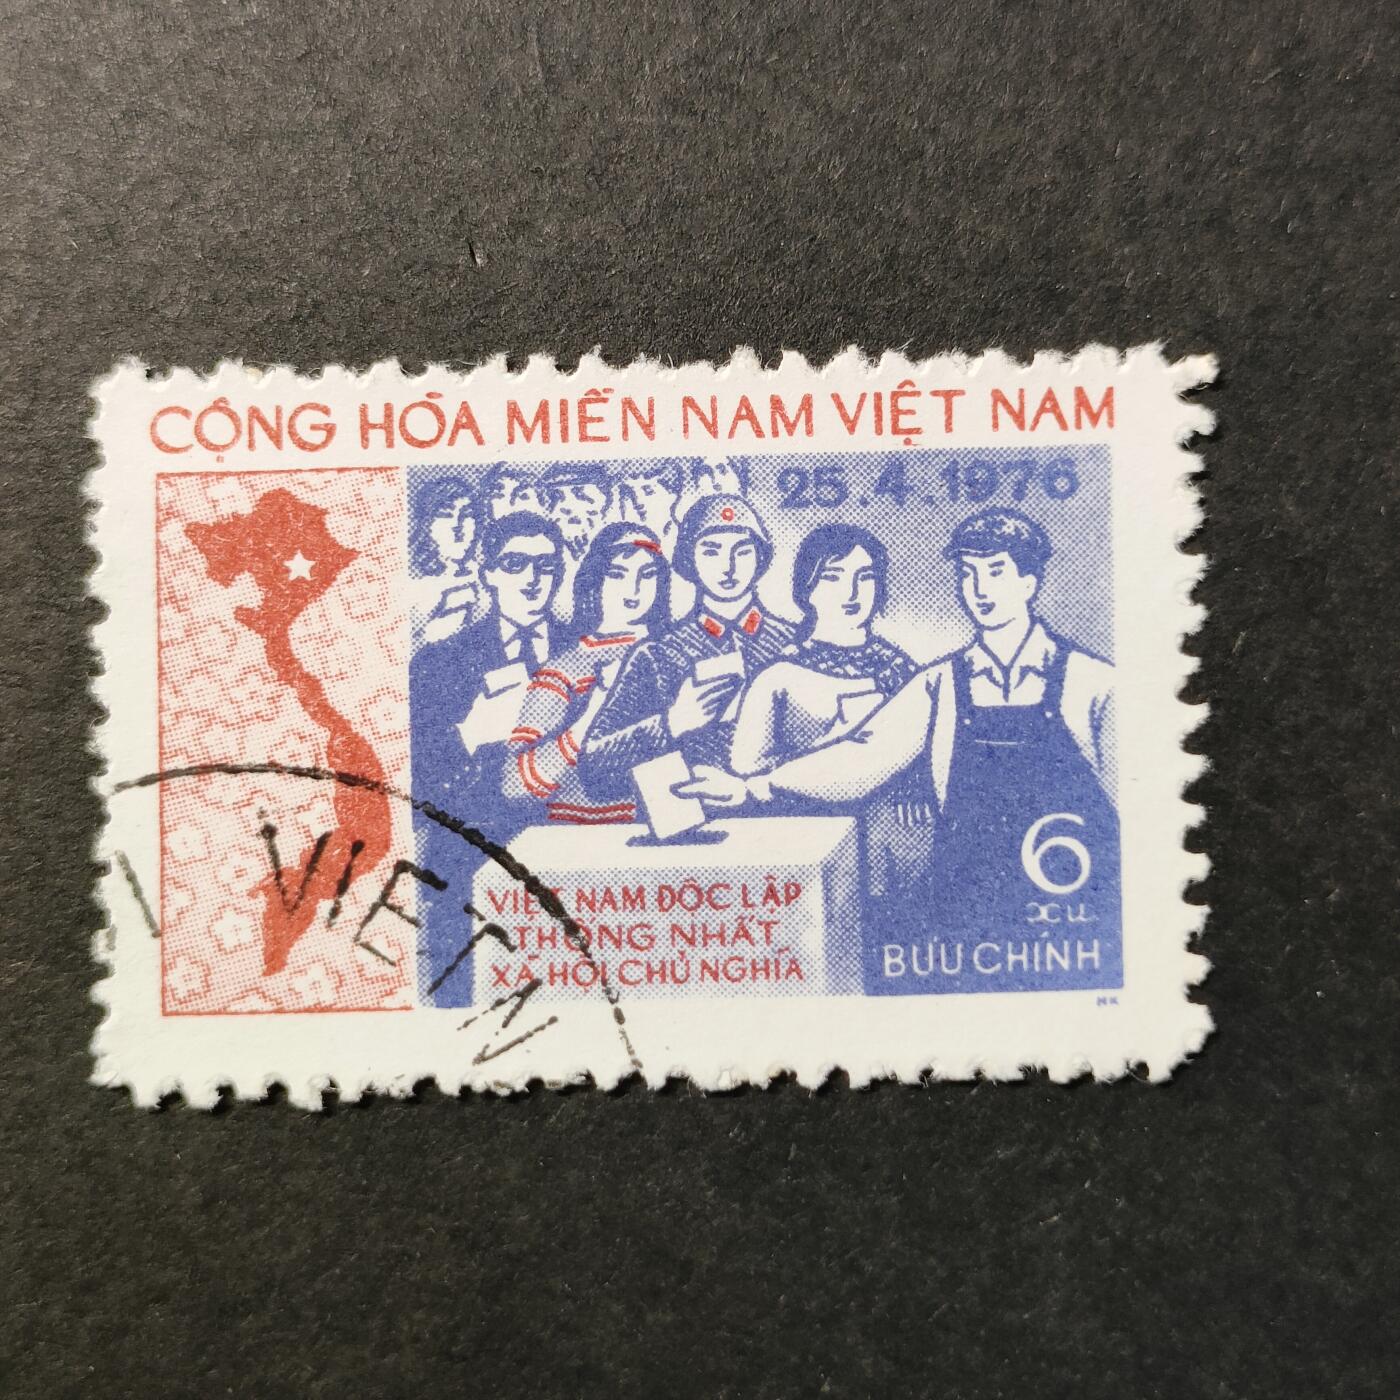 CỘNG HÒA MIỀN NAM VIỆT NAM
25.4.1976
VIỆT NAM ĐỘC LẬP
THỐNG NHẤT
XÃ HỘI CHỦ NGHĨA
6
xu
BƯU CHÍNH
VIET N